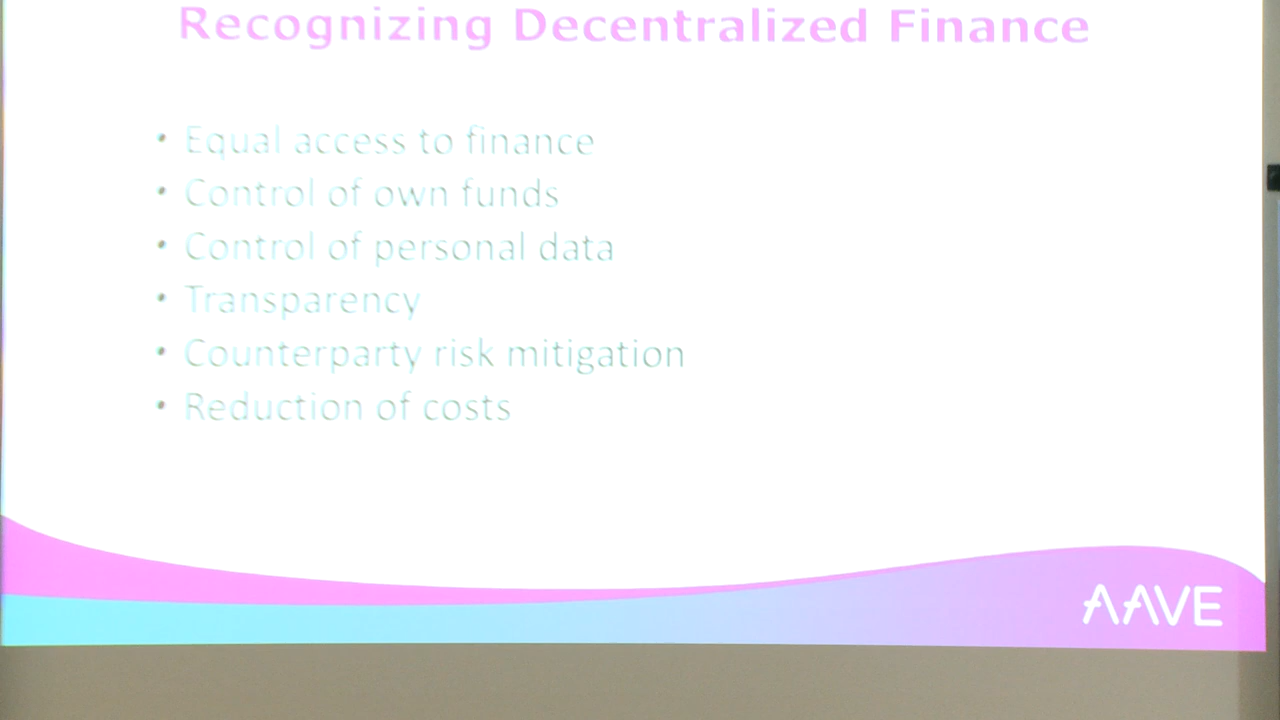 Recognizing Decentralized Finance
• Equal access to finance
• Control of own funds
• Control of personal data
• Transparency
• Counterparty risk mitigation
• Reduction of costs
AAVE